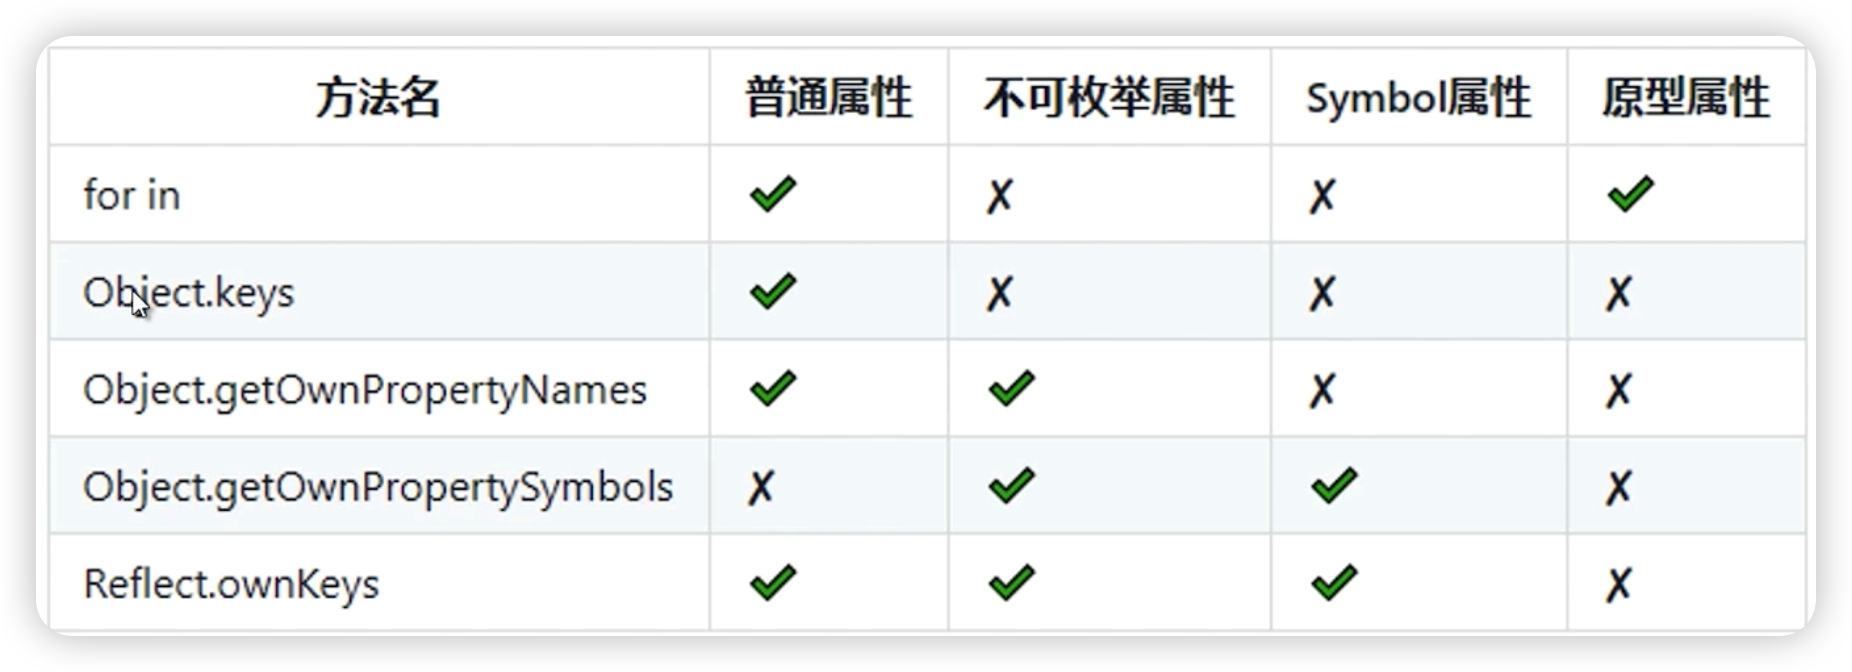 方法名 普通属性 不可枚举属性 Symbol属性 原型属性
for in ✔ ✗ ✗ ✔
Object.keys ✔ ✗ ✗ ✗
Object.getOwnPropertyNames ✔ ✔ ✗ ✗
Object.getOwnPropertySymbols ✗ ✔ ✔ ✗
Reflect.ownKeys ✔ ✔ ✔ ✗